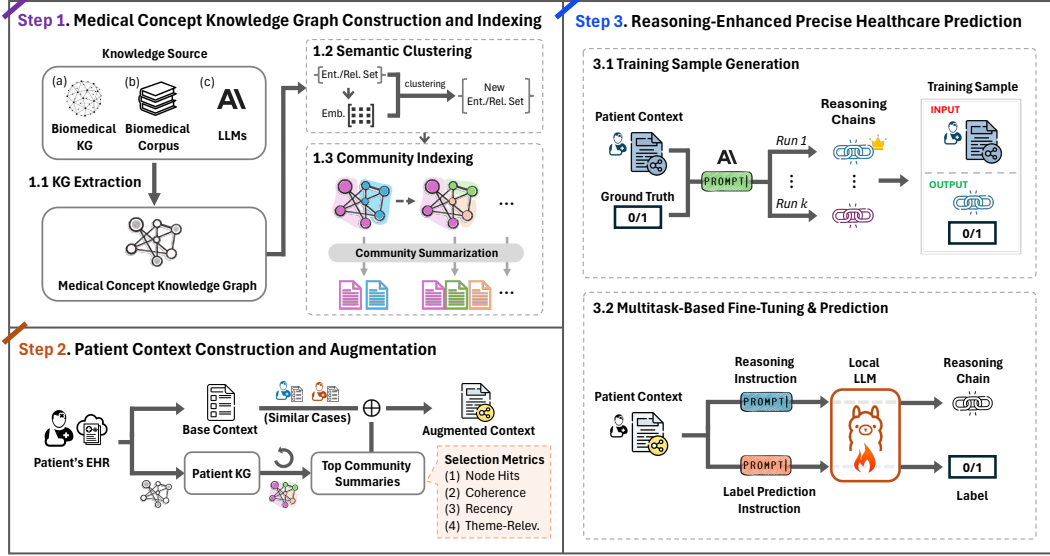 Step 1. Medical Concept Knowledge Graph Construction and Indexing
Knowledge Source
(a)
(b)
(c)
Biomedical
KG
Biomedical
Corpus
LLMs
1.1 KG Extraction
Medical Concept Knowledge Graph
1.2 Semantic Clustering
Ent./Rel. Set
Emb.
clustering
New
Ent./Rel. Set
1.3 Community Indexing
...
Community Summarization
...
Step 2. Patient Context Construction and Augmentation
Patient's EHR
Base Context
(Similar Cases)
Augmented Context
Patient KG
Top Community
Summaries
Selection Metrics
(1) Node Hits
(2) Coherence
(3) Recency
(4) Theme-Relev.
Step 3. Reasoning-Enhanced Precise Healthcare Prediction
3.1 Training Sample Generation
Patient Context
Ground Truth
0/1
PROMPT
Run 1
Run k
Reasoning
Chains
Training Sample
INPUT
OUTPUT
0/1
3.2 Multitask-Based Fine-Tuning & Prediction
Patient Context
Reasoning
Instruction
PROMPT
PROMPT
Label Prediction
Instruction
Local
LLM
Reasoning
Chain
0/1
Label